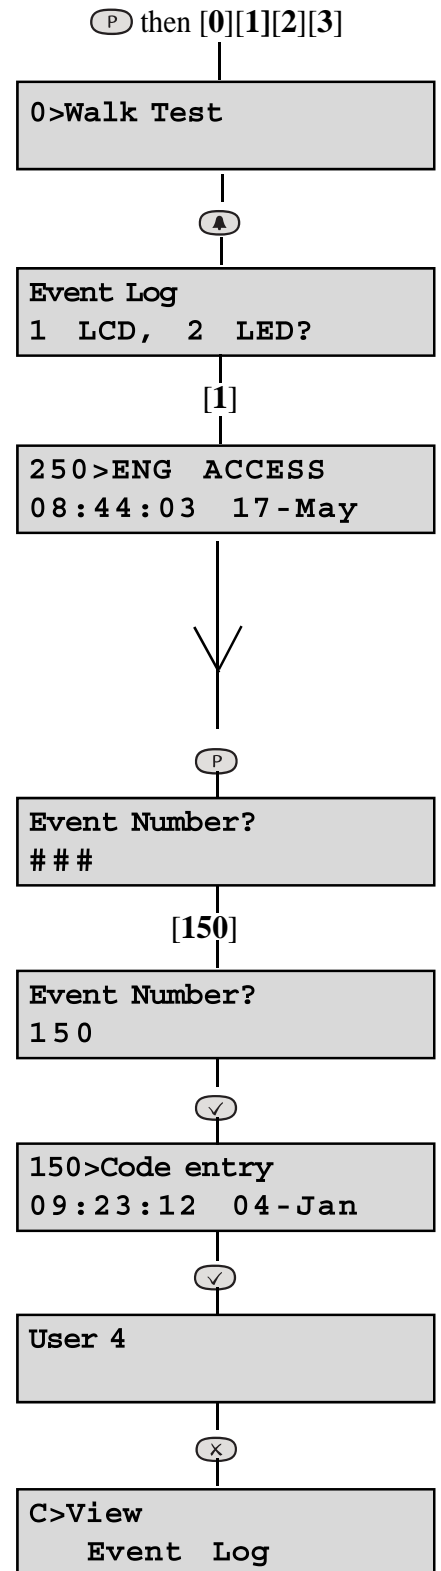 P then [0][1][2][3]
0>Walk Test
Event Log
1 LCD, 2 LED?
[1]
250>ENG ACCESS
08:44:03 17-May
P
Event Number?
###
[150]
Event Number?
150
150>Code entry
09:23:12 04-Jan
User 4
C>View
Event Log